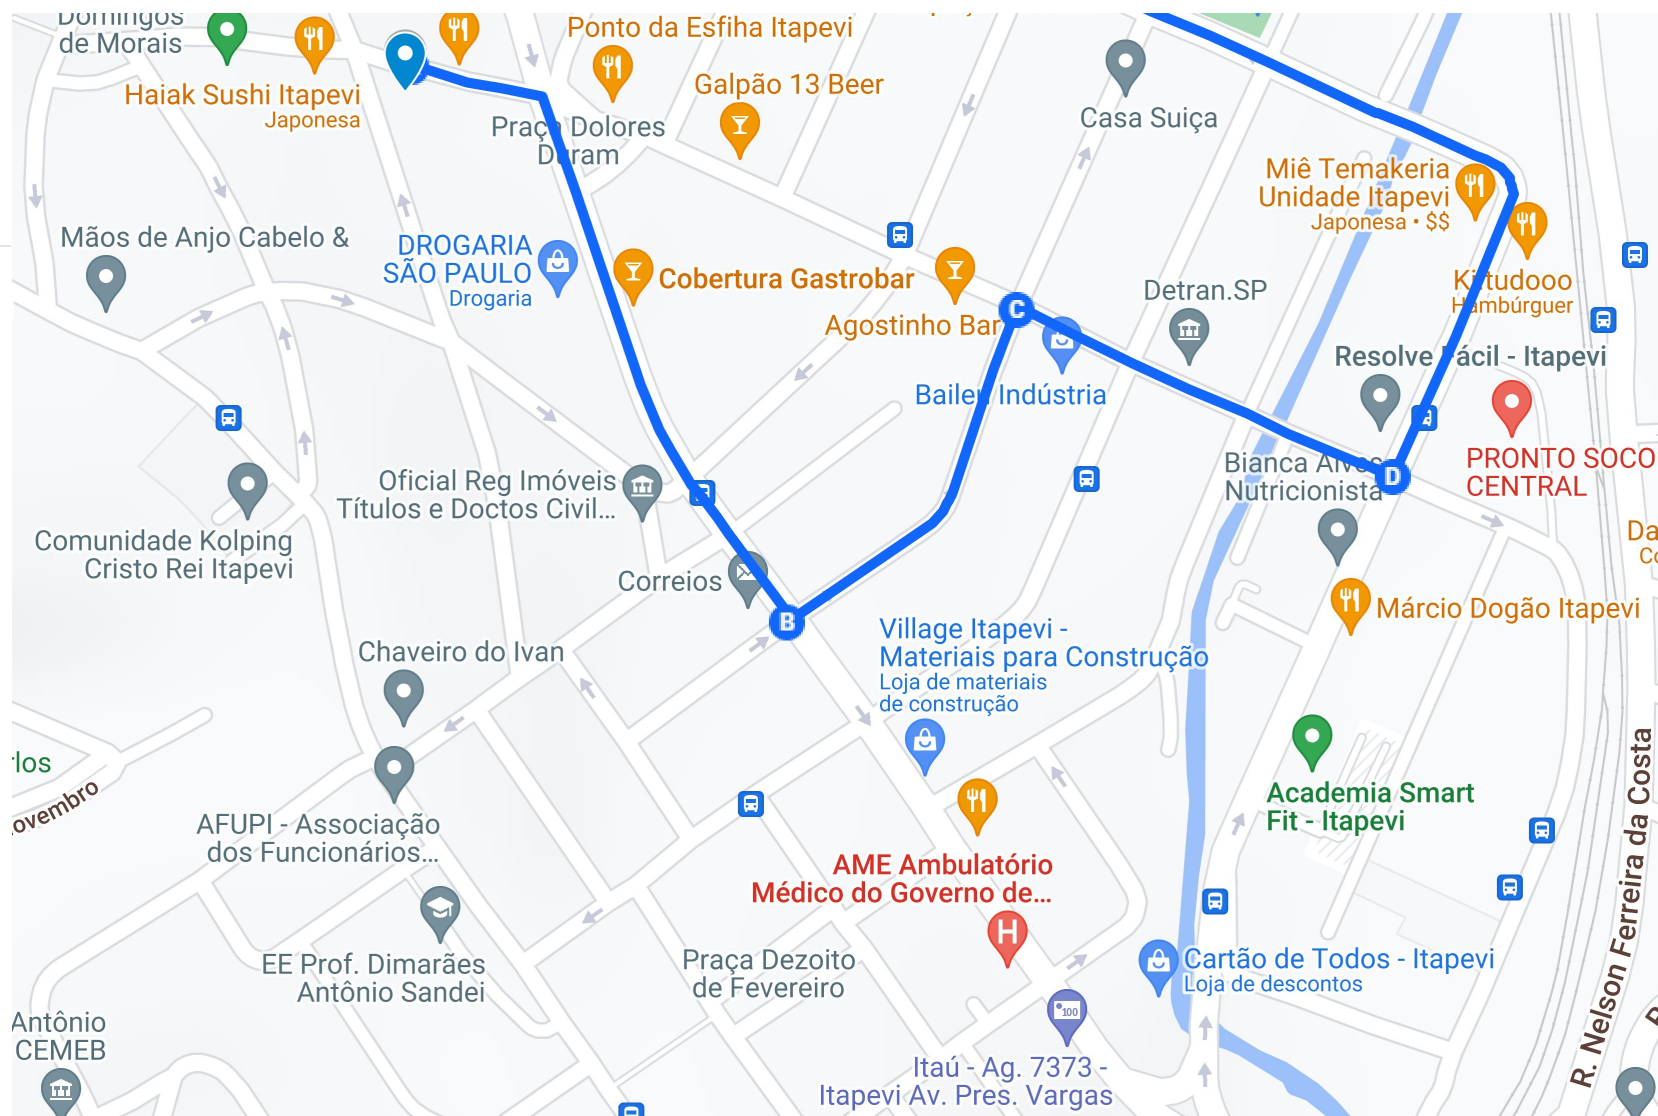 Domingos
de Morais
Ponto da Esfiha Itapevi
Haiak Sushi Itapevi
Japonesa
Galpão 13 Beer
Praça Dolores
Duram
Casa Suiça
Miê Temakeria
Unidade Itapevi
Japonesa • $$
Mãos de Anjo Cabelo &
DROGARIA
SÃO PAULO
Drogaria
Cobertura Gastrobar
Detran.SP
Hambúrguer
C
Agostinho Bar
Resolve Fácil - Itapevi
Indústria
Bianca Alves
Nutricionista
D
PRONTO SOCO
CENTRAL
Oficial Reg Imóveis
Títulos e Doctos Civil...
Comunidade Kolping
Cristo Rei Itapevi
Da
Co
Correios
B
Márcio Dogão Itapevi
Village Itapevi -
Materiais para Construção
Loja de materiais
de construção
Chaveiro do Ivan
rlos
ovembro
Academia Smart
Fit - Itapevi
R. Nelson Ferreira da Costa
AFUPI - Associação
dos Funcionários...
AME Ambulatório
Médico do Governo de...
H
EE Prof. Dimarães
Antônio Sandei
Praça Dezoito
de Fevereiro
Cartão de Todos - Itapevi
Loja de descontos
100
Antônio
CEMEB
Itaú - Ag. 7373 -
Itapevi Av. Pres. Vargas
R